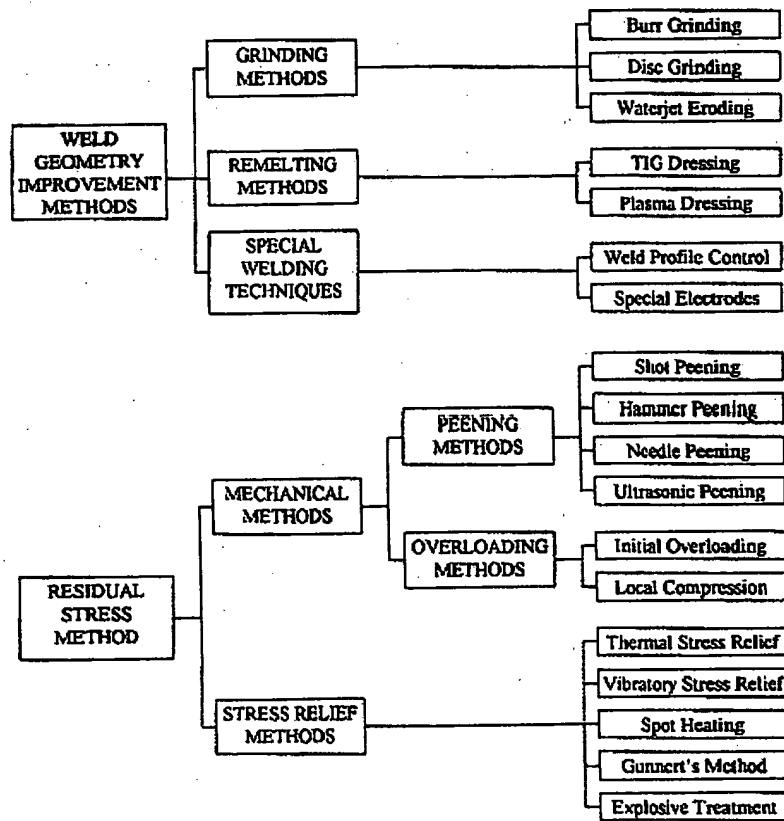 WELD
GEOMETRY
IMPROVEMENT
METHODS
GRINDING
METHODS
Burr Grinding
Disc Grinding
Waterjet Eroding
REMELTING
METHODS
TIG Dressing
Plasma Dressing
SPECIAL
WELDING
TECHNIQUES
Weld Profile Control
Special Electrodes
RESIDUAL
STRESS
METHOD
MECHANICAL
METHODS
PEENING
METHODS
Shot Peening
Hammer Peening
Needle Peening
Ultrasonic Peening
OVERLOADING
METHODS
Initial Overloading
Local Compression
STRESS RELIEF
METHODS
Thermal Stress Relief
Vibratory Stress Relief
Spot Heating
Gunnert's Method
Explosive Treatment